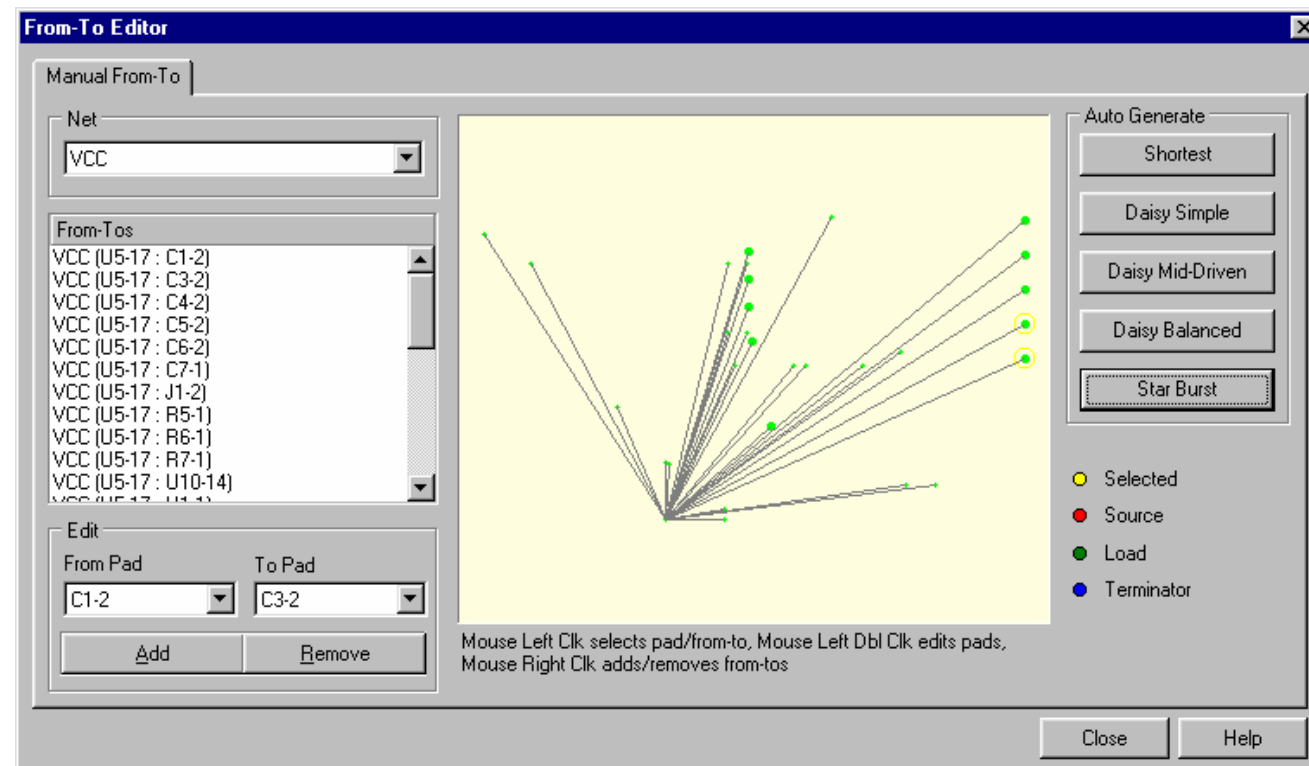 From-To Editor
Manual From-To
Net
VCC
From-Tos
VCC (U5-17 : C1-2)
VCC (U5-17 : C3-2)
VCC (U5-17 : C4-2)
VCC (U5-17 : C5-2)
VCC (U5-17 : C6-2)
VCC (U5-17 : C7-1)
VCC (U5-17 : J1-2)
VCC (U5-17 : R5-1)
VCC (U5-17 : R6-1)
VCC (U5-17 : R7-1)
VCC (U5-17 : U10-14)
Edit
From Pad To Pad
C1-2 C3-2
Add Remove
Mouse Left Clk selects pad/from-to, Mouse Left Dbl Clk edits pads,
Mouse Right Clk adds/removes from-tos
Auto Generate
Shortest
Daisy Simple
Daisy Mid-Driven
Daisy Balanced
Star Burst
Selected
Source
Load
Terminator
Close Help